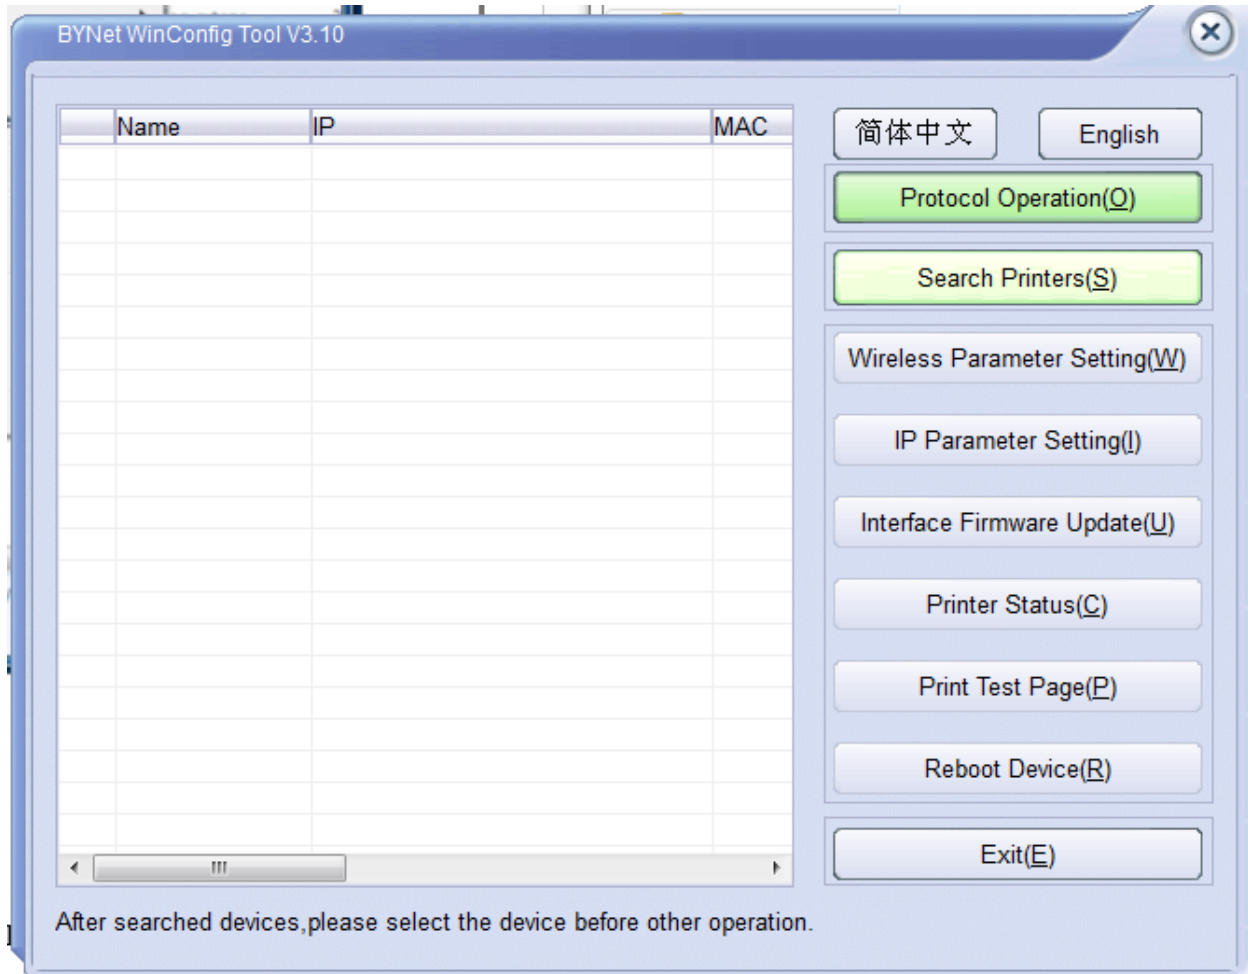 BYNet WinConfig Tool V3.10
Name IP MAC
简体中文 English
Protocol Operation(O)
Search Printers(S)
Wireless Parameter Setting(W)
IP Parameter Setting(I)
Interface Firmware Update(U)
Printer Status(C)
Print Test Page(P)
Reboot Device(R)
Exit(E)
After searched devices,please select the device before other operation.